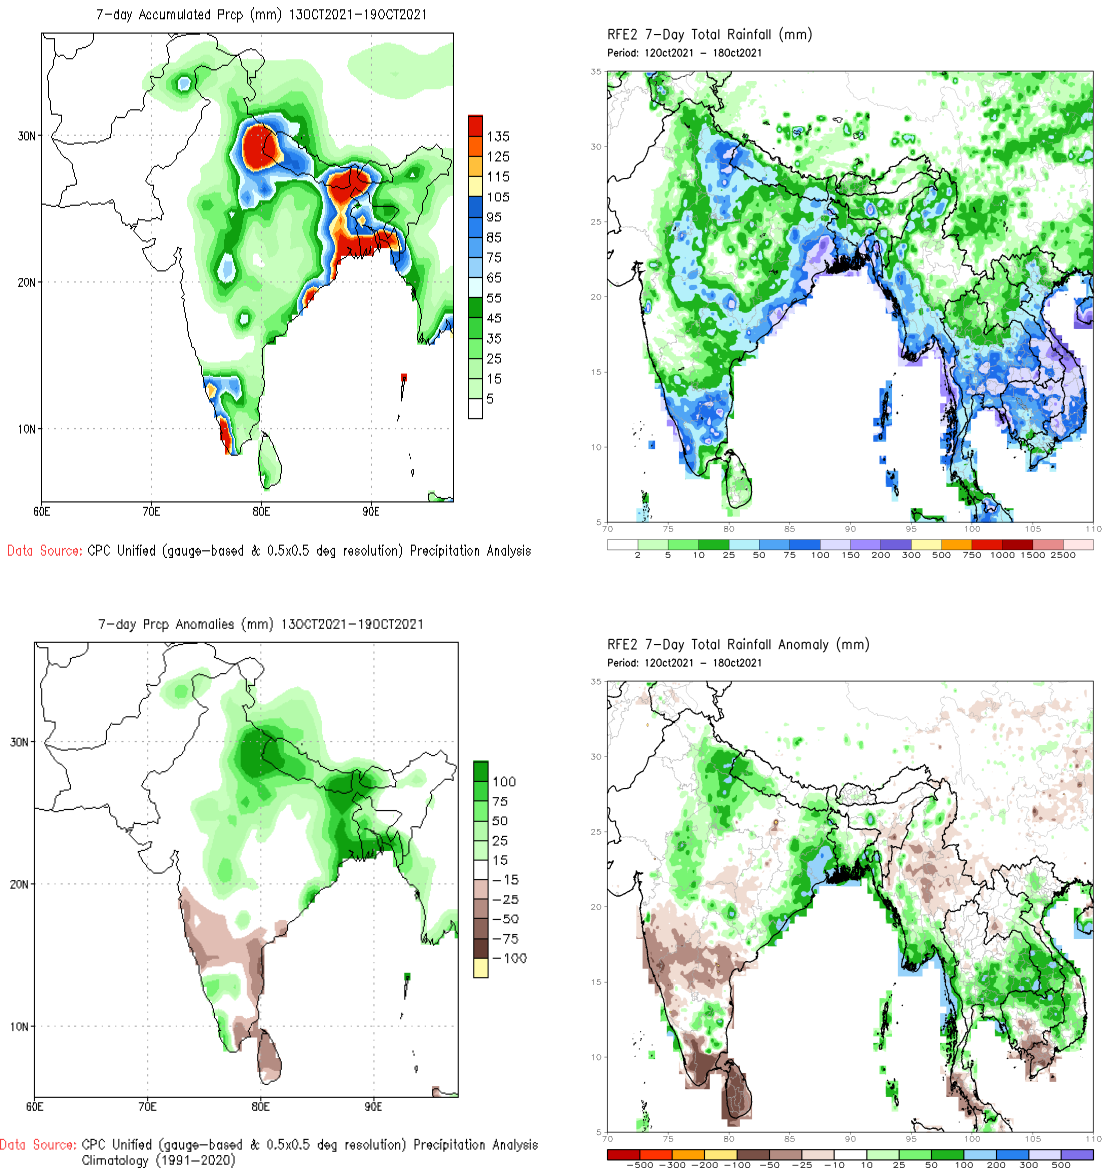 7-day Accumulated Prcp (mm) 13OCT2021-19OCT2021
30N
20N
10N
60E 70E 80E 90E
135
125
115
105
95
85
75
65
55
45
35
25
15
5
Data Source: CPC Unified (gauge-based & 0.5x0.5 deg resolution) Precipitation Analysis
RFE2 7-Day Total Rainfall (mm)
Period: 12Oct2021 - 18Oct2021
35
30
25
20
15
10
5
70 75 80 85 90 95 100 105 110
2 5 10 25 50 75 100 150 200 300 500 750 1000 1500 2500
7-day Prcp Anomalies (mm) 13OCT2021-19OCT2021
30N
20N
10N
60E 70E 80E 90E
100
75
50
25
15
-15
-25
-50
-75
-100
Data Source: CPC Unified (gauge-based & 0.5x0.5 deg resolution) Precipitation Analysis
Climatology (1991-2020)
RFE2 7-Day Total Rainfall Anomaly (mm)
Period: 12Oct2021 - 18Oct2021
35
30
25
20
15
10
5
70 75 80 85 90 95 100 105 110
-500 -300 -200 -100 -50 -25 -10 10 25 50 100 200 300 500